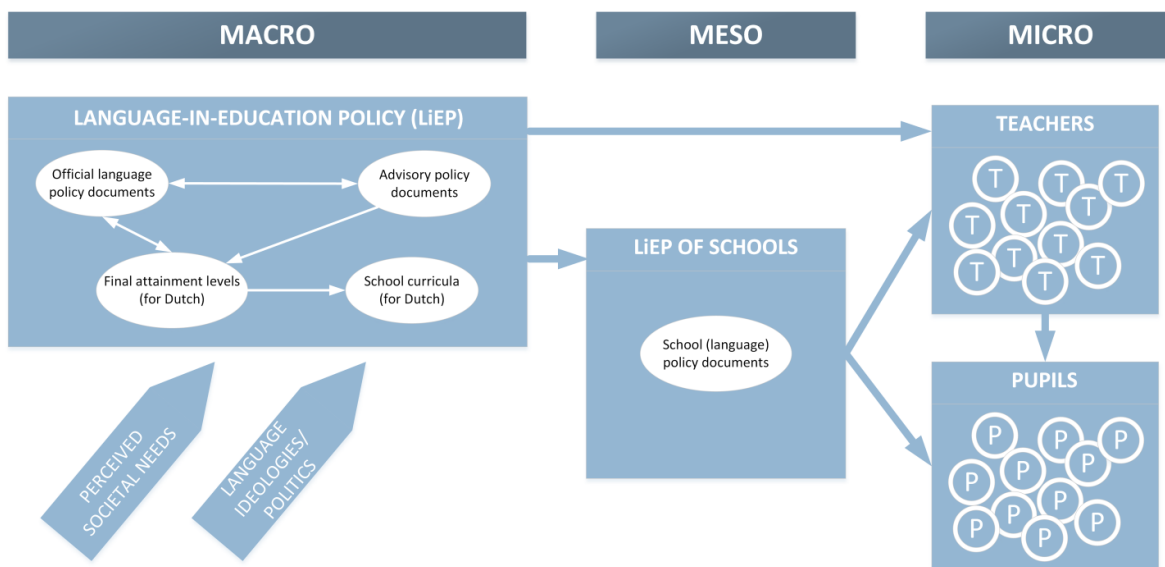 MACRO
MESO
MICRO
LANGUAGE-IN-EDUCATION POLICY (LiEP)
Official language
policy documents
Advisory policy
documents
Final attainment levels
(for Dutch)
School curricula
(for Dutch)
PERCEIVED
SOCIETAL NEEDS
LANGUAGE
IDEOLOGIES/
POLITICS
LiEP OF SCHOOLS
School (language)
policy documents
TEACHERS
T
T
T
T
T
T
T
T
T
T
T
PUPILS
P
P
P
P
P
P
P
P
P
P
P